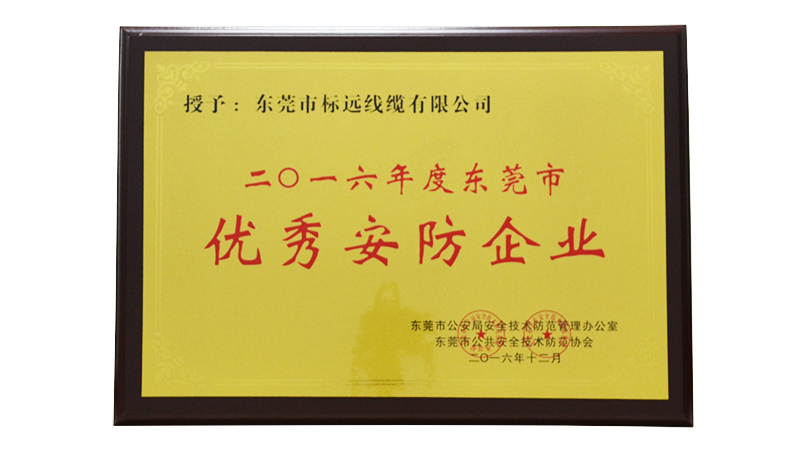 授予：东莞市标远线缆有限公司
二〇一六年度东莞市
优秀安防企业
东莞市公安局安全技术防范管理办公室
东莞市公共安全技术防范协会
二〇一六年十二月